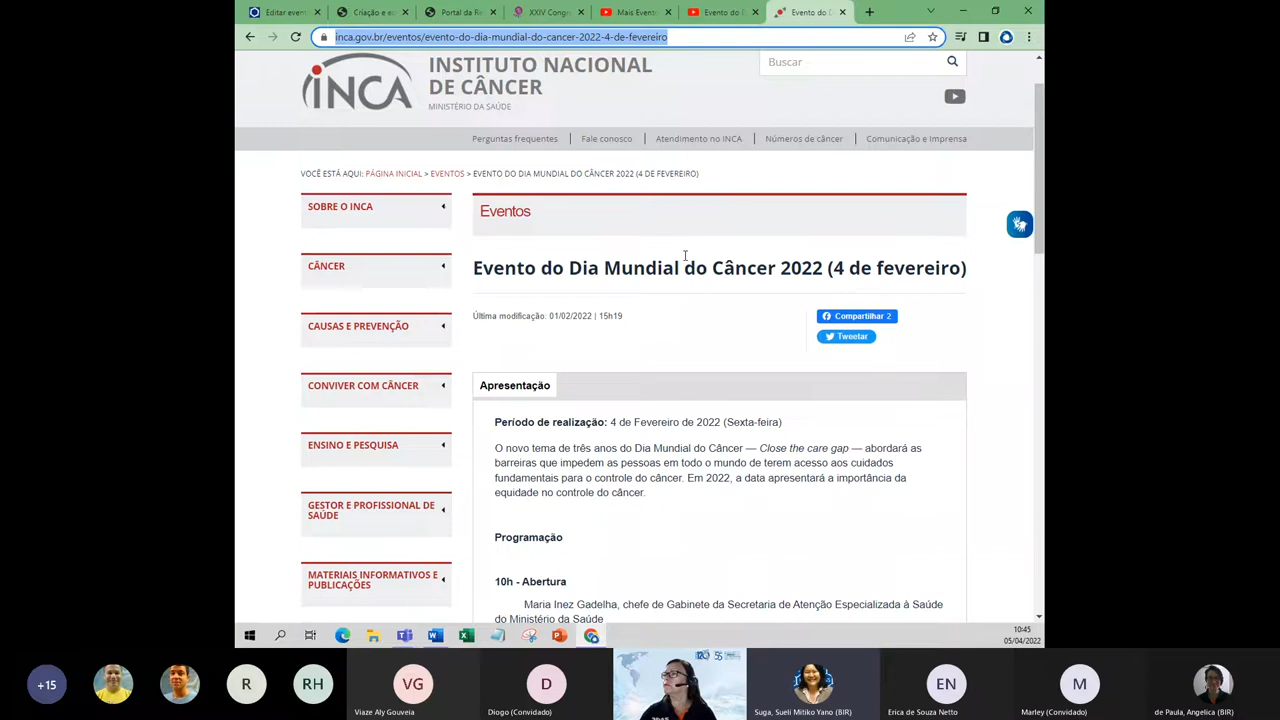 Editar event
Criação e e
Portal da Re
XXIV Congr
Mais Evento
Evento do D
Evento do D
inca.gov.br/eventos/evento-do-dia-mundial-do-cancer-2022-4-de-fevereiro
INCA
INSTITUTO NACIONAL
DE CÂNCER
MINISTÉRIO DA SAÚDE
Buscar
Perguntas frequentes | Fale conosco | Atendimento no INCA | Números de câncer | Comunicação e Imprensa
VOCÊ ESTÁ AQUI: PÁGINA INICIAL > EVENTOS > EVENTO DO DIA MUNDIAL DO CÂNCER 2022 (4 DE FEVEREIRO)
SOBRE O INCA
CÂNCER
CAUSAS E PREVENÇÃO
CONVIVER COM CÂNCER
ENSINO E PESQUISA
GESTOR E PROFISSIONAL DE
SAÚDE
MATERIAIS INFORMATIVOS E
PUBLICAÇÕES
Eventos
Evento do Dia Mundial do Câncer 2022 (4 de fevereiro)
Última modificação: 01/02/2022 | 15h19
Compartilhar 2
Tweetar
Apresentação
Período de realização: 4 de Fevereiro de 2022 (Sexta-feira)
O novo tema de três anos do Dia Mundial do Câncer — Close the care gap — abordará as
barreiras que impedem as pessoas em todo o mundo de terem acesso aos cuidados
fundamentais para o controle do câncer. Em 2022, a data apresentará a importância da
equidade no controle do câncer.
Programação
10h - Abertura
Maria Inez Gadelha, chefe de Gabinete da Secretaria de Atenção Especializada à Saúde
do Ministério da Saúde
10:45
05/04/2022
+15
R
RH
VG
Viaze Aly Gouveia
D
Diogo (Convidado)
Suga, Sueli Mitiko Yano (BIR)
EN
Erica de Souza Netto
M
Marley (Convidado)
de Paula, Angelica (BIR)